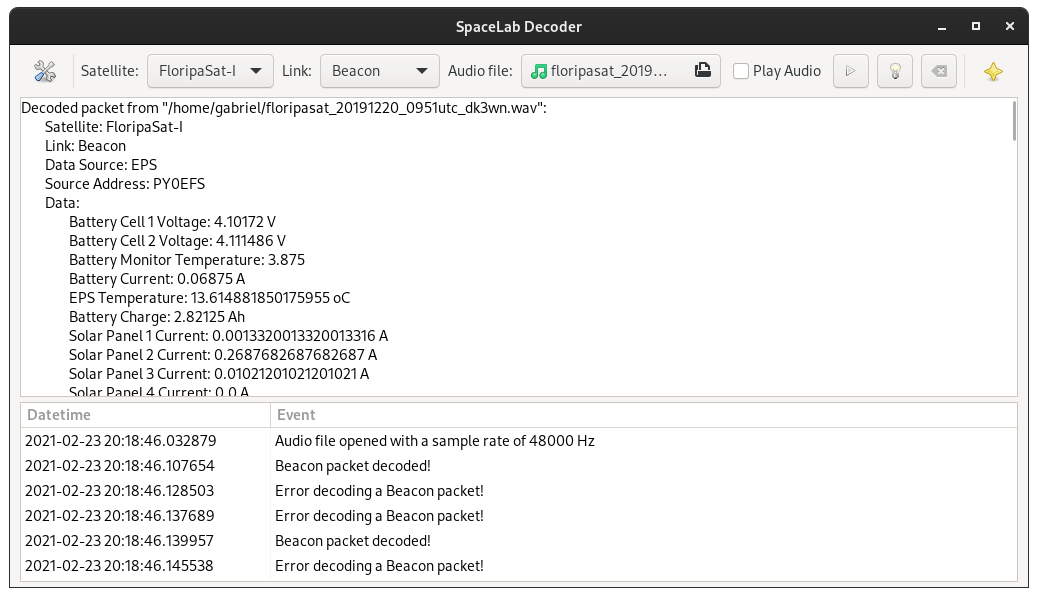 SpaceLab Decoder
Satellite: FloripaSat-I Link: Beacon Audio file: floripasat_2019... Play Audio
Decoded packet from "/home/gabriel/floripasat_20191220_0951utc_dk3wn.wav":
Satellite: FloripaSat-I
Link: Beacon
Data Source: EPS
Source Address: PY0EFS
Data:
Battery Cell 1 Voltage: 4.10172 V
Battery Cell 2 Voltage: 4.111486 V
Battery Monitor Temperature: 3.875
Battery Current: 0.06875 A
EPS Temperature: 13.614881850175955 oC
Battery Charge: 2.82125 Ah
Solar Panel 1 Current: 0.0013320013320013316 A
Solar Panel 2 Current: 0.2687682687682687 A
Solar Panel 3 Current: 0.01021201021201021 A
Solar Panel 4 Current: 0.0 A
Datetime Event
2021-02-23 20:18:46.032879 Audio file opened with a sample rate of 48000 Hz
2021-02-23 20:18:46.107654 Beacon packet decoded!
2021-02-23 20:18:46.128503 Error decoding a Beacon packet!
2021-02-23 20:18:46.137689 Error decoding a Beacon packet!
2021-02-23 20:18:46.139957 Beacon packet decoded!
2021-02-23 20:18:46.145538 Error decoding a Beacon packet!